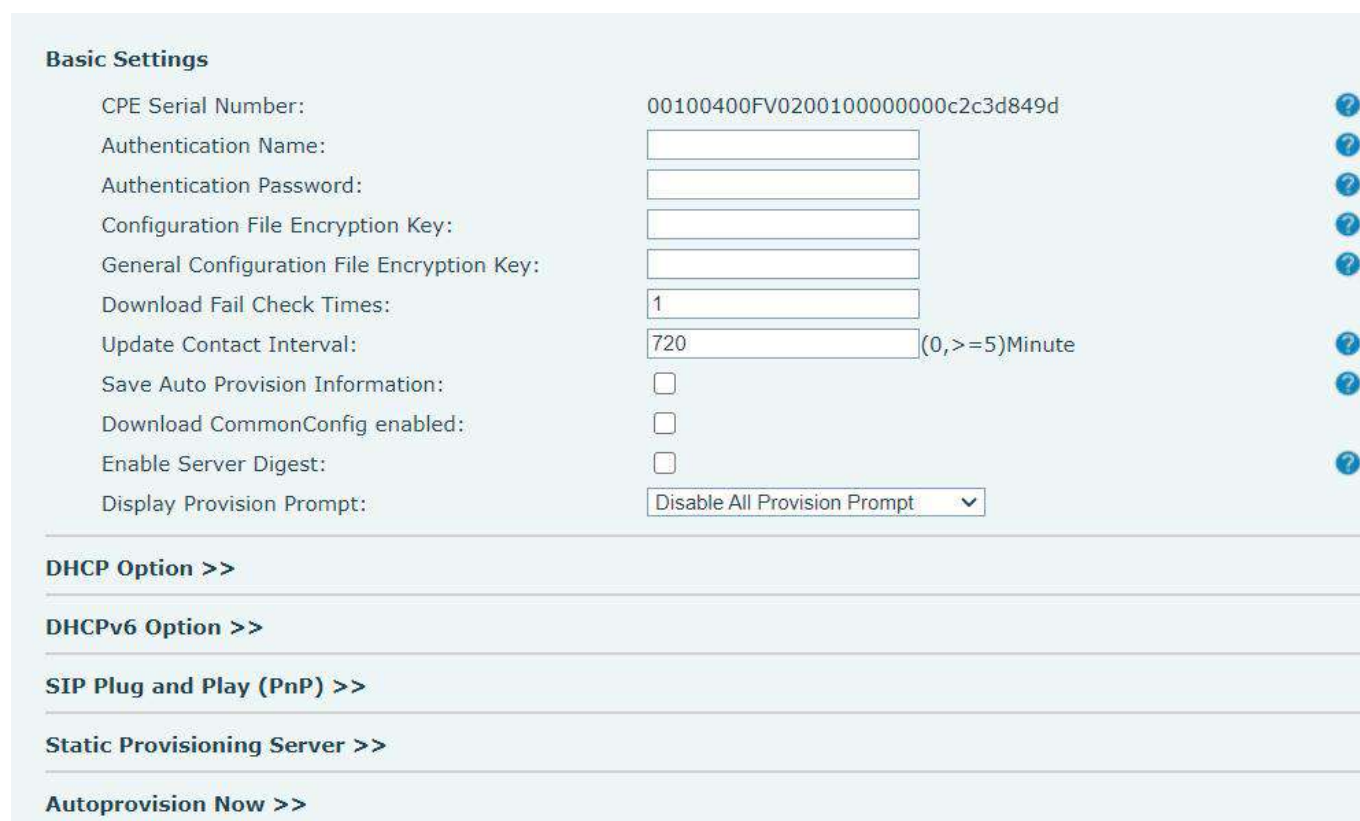 Basic Settings
CPE Serial Number: 00100400FV0200100000000c2c3d849d
Authentication Name:
Authentication Password:
Configuration File Encryption Key:
General Configuration File Encryption Key:
Download Fail Check Times: 1
Update Contact Interval: 720 (0,>=5)Minute
Save Auto Provision Information:
Download CommonConfig enabled:
Enable Server Digest:
Display Provision Prompt: Disable All Provision Prompt
DHCP Option >>
DHCPv6 Option >>
SIP Plug and Play (PnP) >>
Static Provisioning Server >>
Autoprovision Now >>